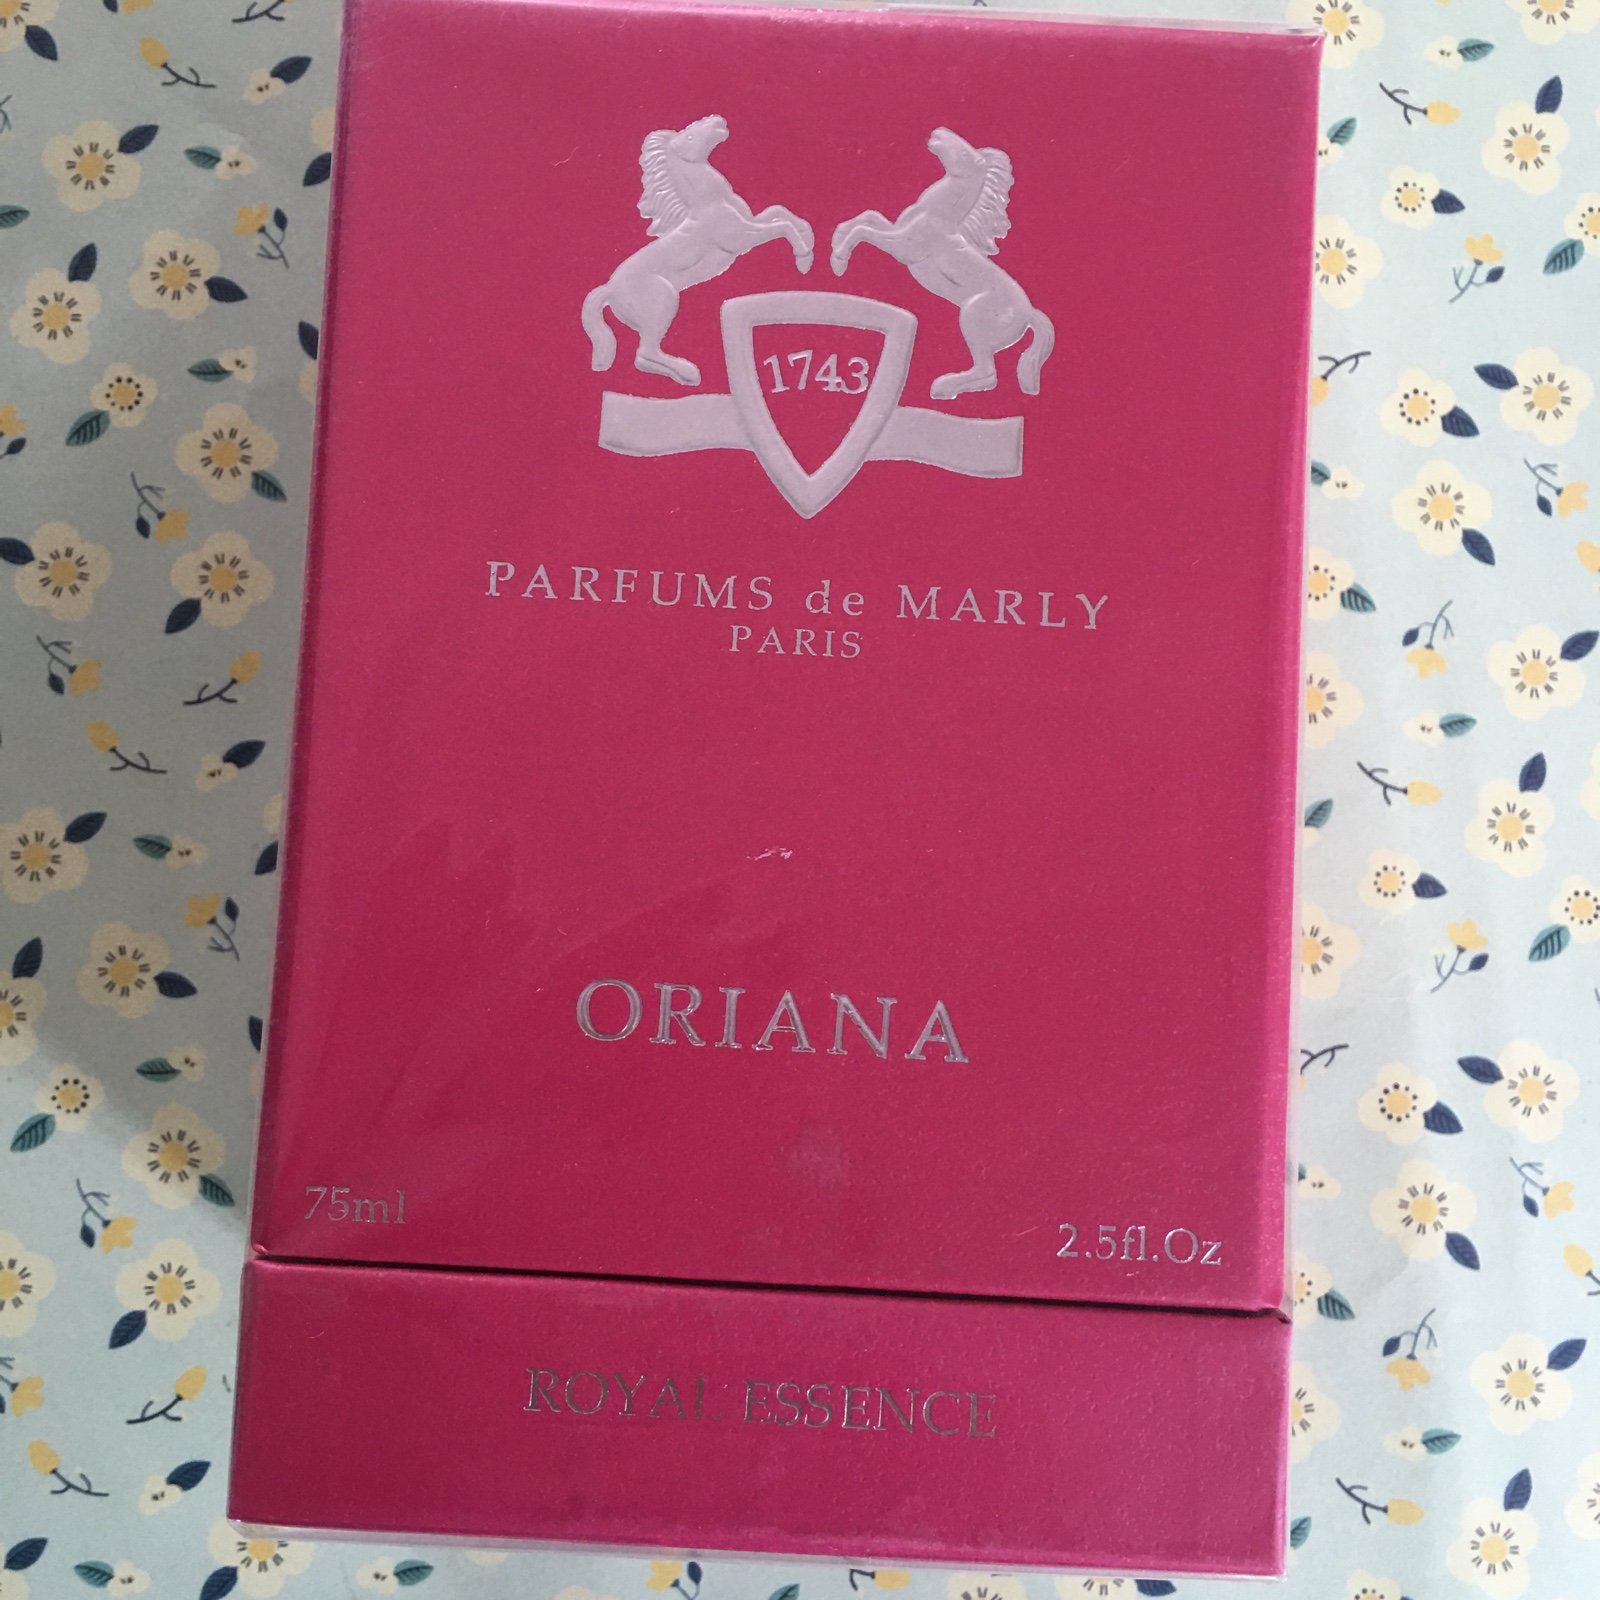 1743
PARFUMS de MARLY
PARIS
ORIANA
75ml
2.5fl.Oz
ROYAL ESSENCE